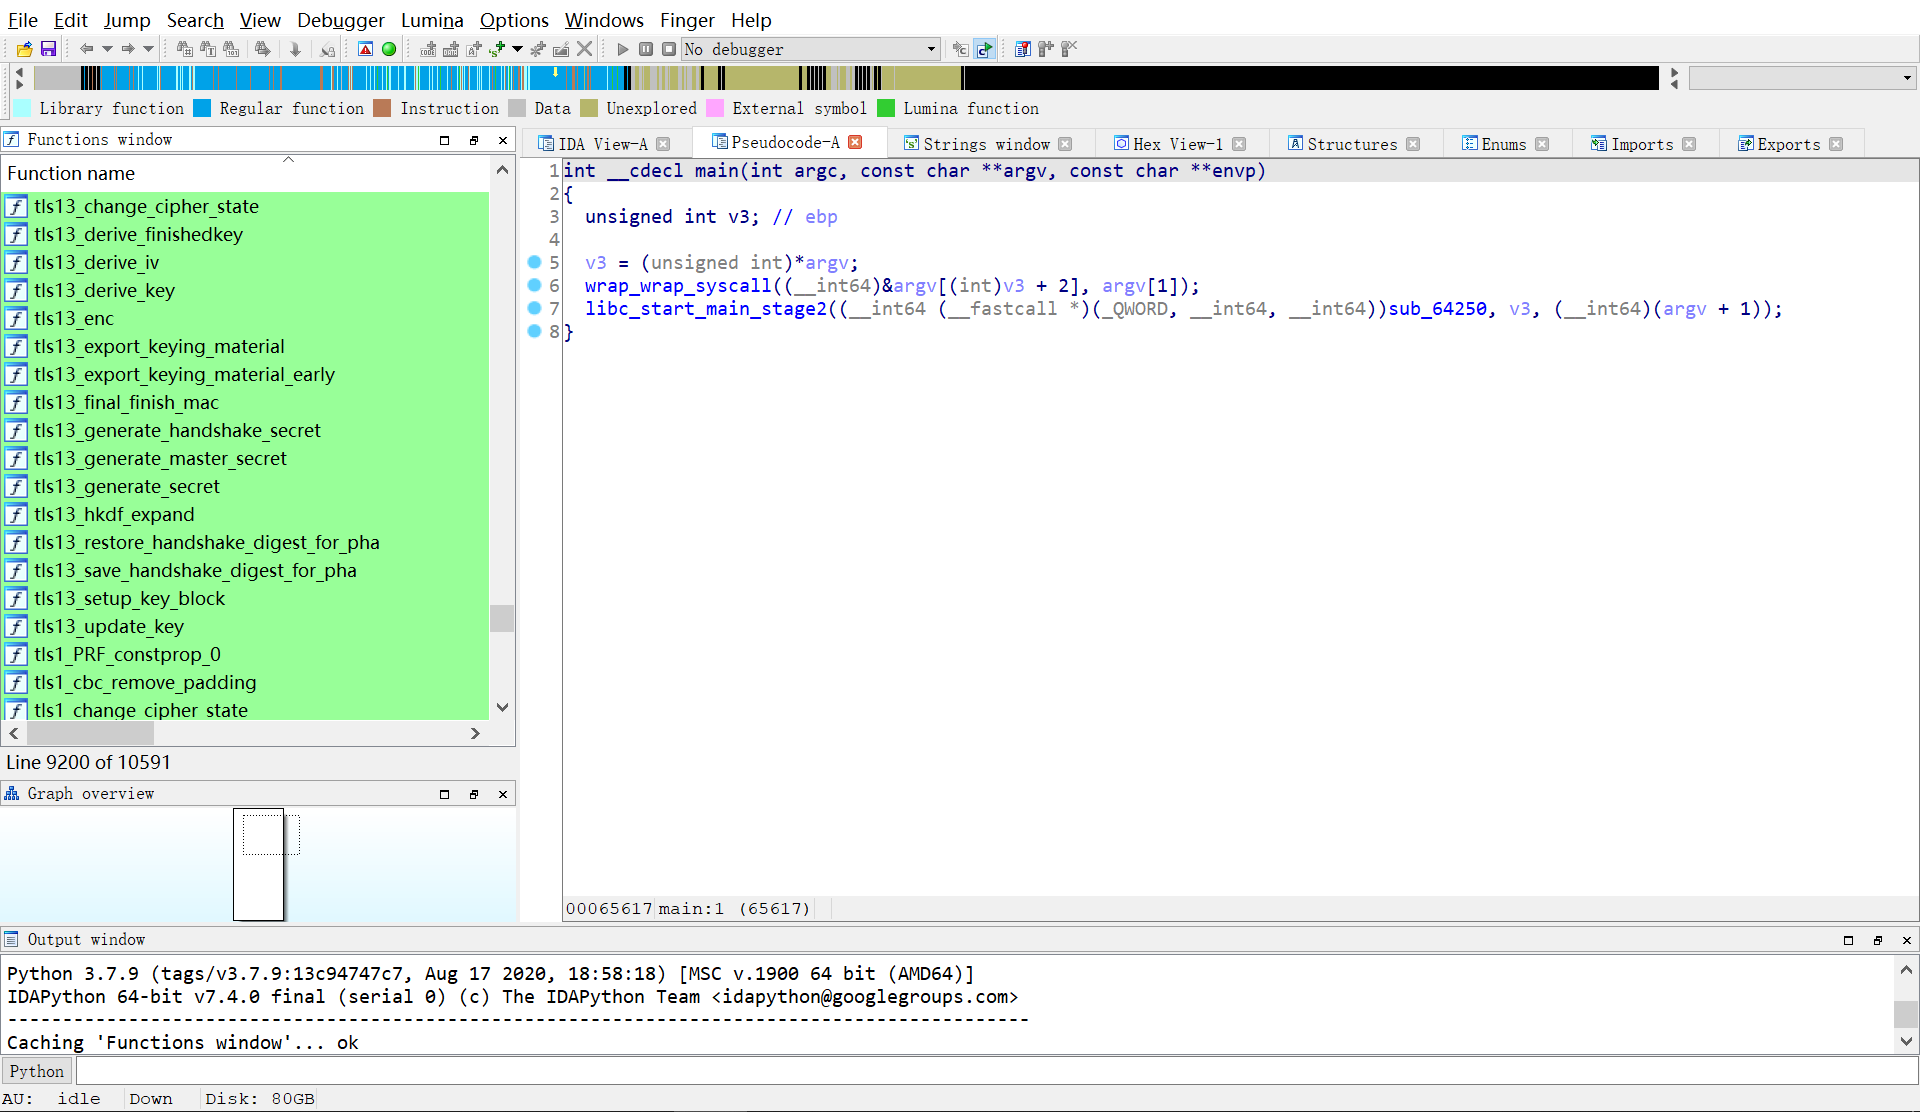 File Edit Jump Search View Debugger Lumina Options Windows Finger Help
No debugger
Library function Regular function Instruction Data Unexplored External symbol Lumina function
Functions window
Function name
tls13_change_cipher_state
tls13_derive_finishedkey
tls13_derive_iv
tls13_derive_key
tls13_enc
tls13_export_keying_material
tls13_export_keying_material_early
tls13_final_finish_mac
tls13_generate_handshake_secret
tls13_generate_master_secret
tls13_generate_secret
tls13_hkdf_expand
tls13_restore_handshake_digest_for_pha
tls13_save_handshake_digest_for_pha
tls13_setup_key_block
tls13_update_key
tls1_PRF_constprop_0
tls1_cbc_remove_padding
tls1_change_cipher_state
Line 9200 of 10591
Graph overview
IDA View-A Pseudocode-A Strings window Hex View-1 Structures Enums Imports Exports
1 int __cdecl main(int argc, const char **argv, const char **envp)
2 {
3 unsigned int v3; // ebp
4
5 v3 = (unsigned int)*argv;
6 wrap_wrap_syscall((__int64)&argv[(int)v3 + 2], argv[1]);
7 libc_start_main_stage2((__int64 (__fastcall *)(_QWORD, __int64, __int64))sub_64250, v3, (__int64)(argv + 1));
8 }
00065617 main:1 (65617)
Output window
Python 3.7.9 (tags/v3.7.9:13c94747c7, Aug 17 2020, 18:58:18) [MSC v.1900 64 bit (AMD64)]
IDAPython 64-bit v7.4.0 final (serial 0) (c) The IDAPython Team <idapython@googlegroups.com>
---------------------------------------------------------------------------------------------
Caching 'Functions window'... ok
Python
AU: idle Down Disk: 80GB